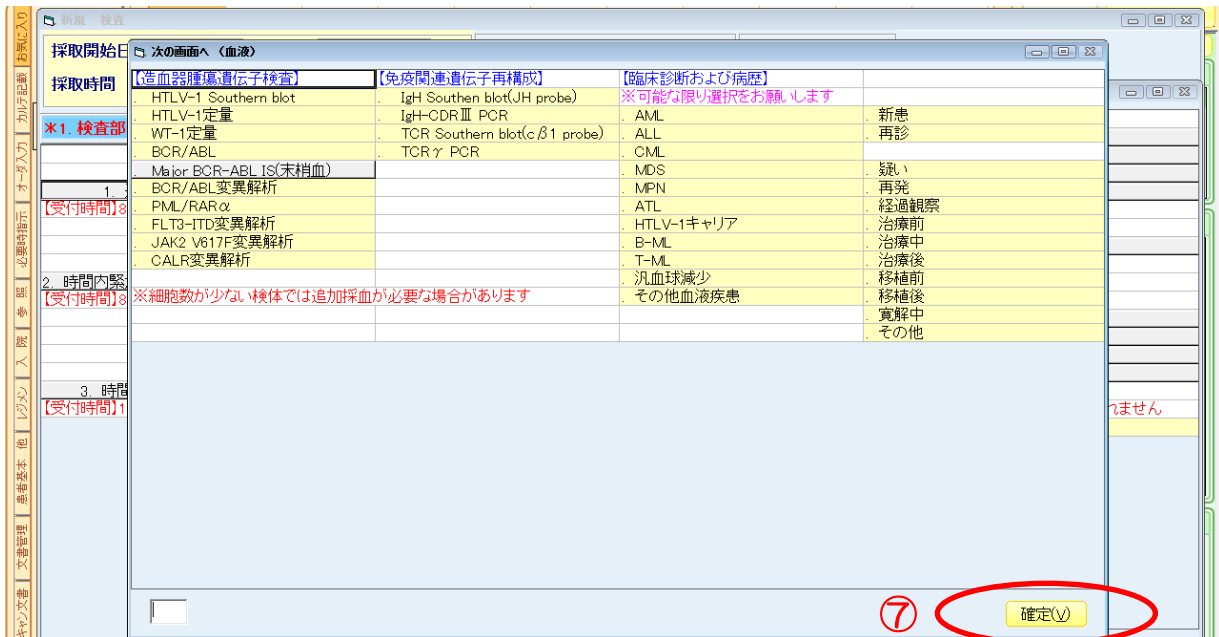 新規 検査
採取開始日
採取時間
*1. 検査部
1.
【受付時間】8
2. 時間内緊
【受付時間】8
3. 時間
【受付時間】1
れません
お気に入り
カルテ記載
オーダ入力
必要時指示
参 照
入 院
レジメン
他
患者基本
文書管理
キャン文書
次の画面へ (血液)
【造血器腫瘍遺伝子検査】
. HTLV-1 Southern blot
. HTLV-1定量
. WT-1定量
. BCR/ABL
. Major BCR-ABL IS(末梢血)
. BCR/ABL変異解析
. PML/RARα
. FLT3-ITD変異解析
. JAK2 V617F変異解析
. CALR変異解析
※細胞数が少ない検体では追加採血が必要な場合があります
【免疫関連遺伝子再構成】
. IgH Southen blot(JH probe)
. IgH-CDRⅢ PCR
. TCR Southern blot(cβ1 probe)
. TCRγ PCR
【臨床診断および病歴】
※可能な限り選択をお願いします
. AML
. ALL
. CML
. MDS
. MPN
. ATL
. HTLV-1キャリア
. B-ML
. T-ML
. 汎血球減少
. その他血液疾患
. 新患
. 再診
. 疑い
. 再発
. 経過観察
. 治療前
. 治療中
. 治療後
. 移植前
. 移植後
. 寛解中
. その他
⑦
確定(V)